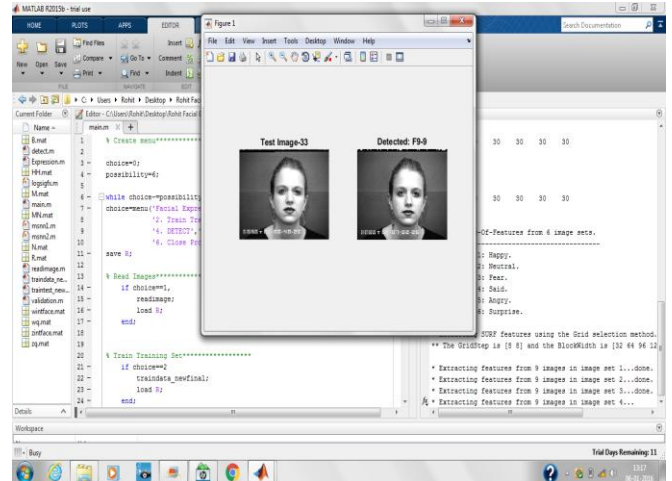 MATLAB R2015b - trial use
HOME PLOTS APPS EDITOR
Search Documentation
New Open Save
Find Files
Compare
Print
Go To
Find
Insert
Comment
Indent
FILE NAVIGATE EDIT
C: Users Rohit Desktop Rohit Fac
Current Folder
Name
B.mat
detect.m
Expression.m
HH.mat
logsigfs.m
M.mat
main.m
MN.mat
msnn1.m
msnn2.m
N.mat
R.mat
readimage.m
traindata_ne...
traintest_new...
validation.m
wintface.mat
wq.mat
zintface.m
zq.mat
Details
Editor - C:\Users\Rohit\Desktop\Rohit Facial
main.m
1 % Create menu
2
3 choice=0;
4 possibility=6;
5
6 while choice~=possibility
7 choice=menu('Facial Expre
8 '2. Train Tra
9 '4. DETECT','
10 '6. Close Pro
11 save R;
12
13 % Read Images
14 if choice==1,
15 readimage;
16 load R;
17 end;
18
19
20 % Train Training Set
21 if choice==2
22 traindata_newfinal;
23 load R;
24 end;
Figure 1
File Edit View Insert Tools Desktop Window Help
Test Image-33
Detected: F9-9
30 30 30 30
30 30 30 30
-Of-Features from 6 image sets.
1: Happy.
2: Neutral.
3: Fear.
4: Said.
5: Angry.
6: Surprise.
SURF features using the Grid selection method.
** The GridStep is [8 8] and the BlockWidth is [32 64 96 12
* Extracting features from 9 images in image set 1...done.
* Extracting features from 9 images in image set 2...done.
* Extracting features from 9 images in image set 3...done.
* Extracting features from 9 images in image set 4...
Workspace
Busy
Trial Days Remaining: 11
13:17